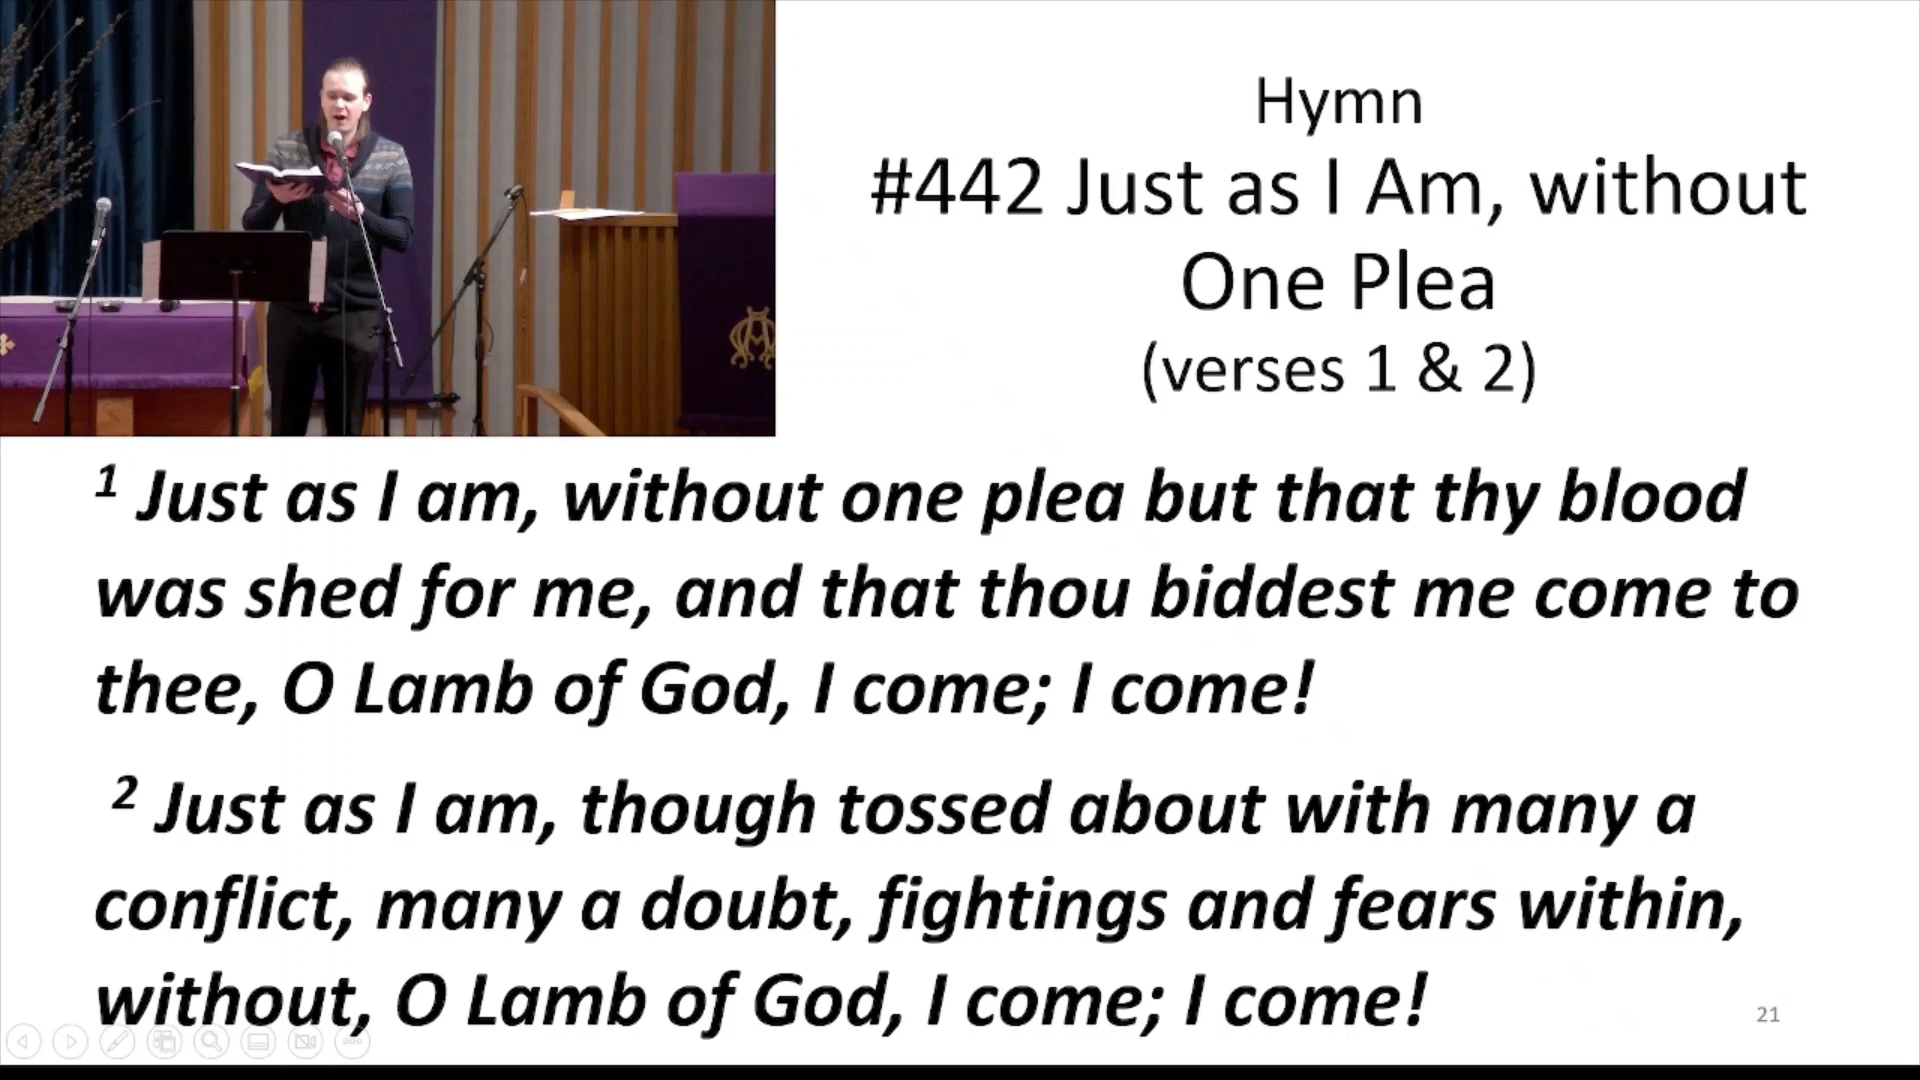 Hymn
#442 Just as I Am, without
One Plea
(verses 1 & 2)
1 Just as I am, without one plea but that thy blood
was shed for me, and that thou biddest me come to
thee, O Lamb of God, I come; I come!
2 Just as I am, though tossed about with many a
conflict, many a doubt, fightings and fears within,
without, O Lamb of God, I come; I come!
21